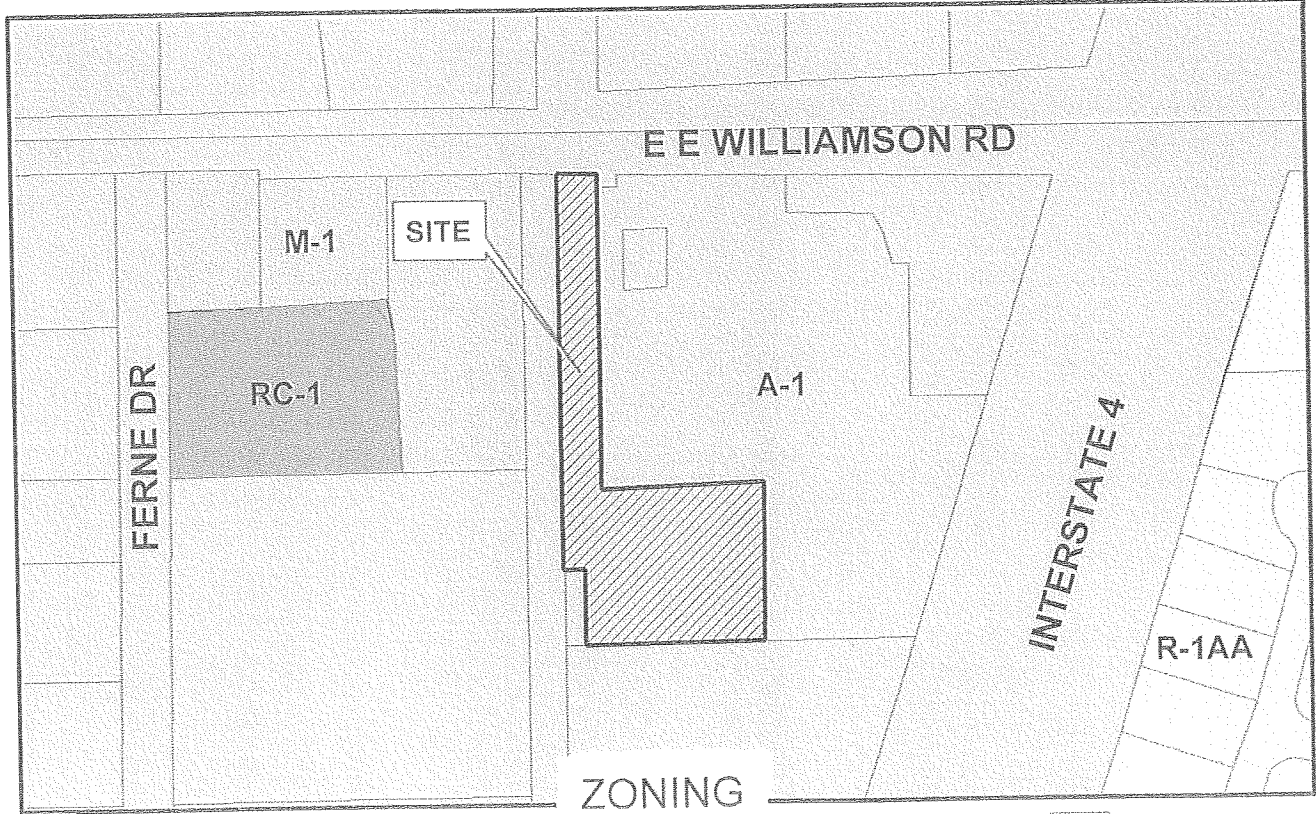 E E WILLIAMSON RD
M-1
SITE
RC-1
A-1
FERNE DR
INTERSTATE 4
R-1AA
ZONING